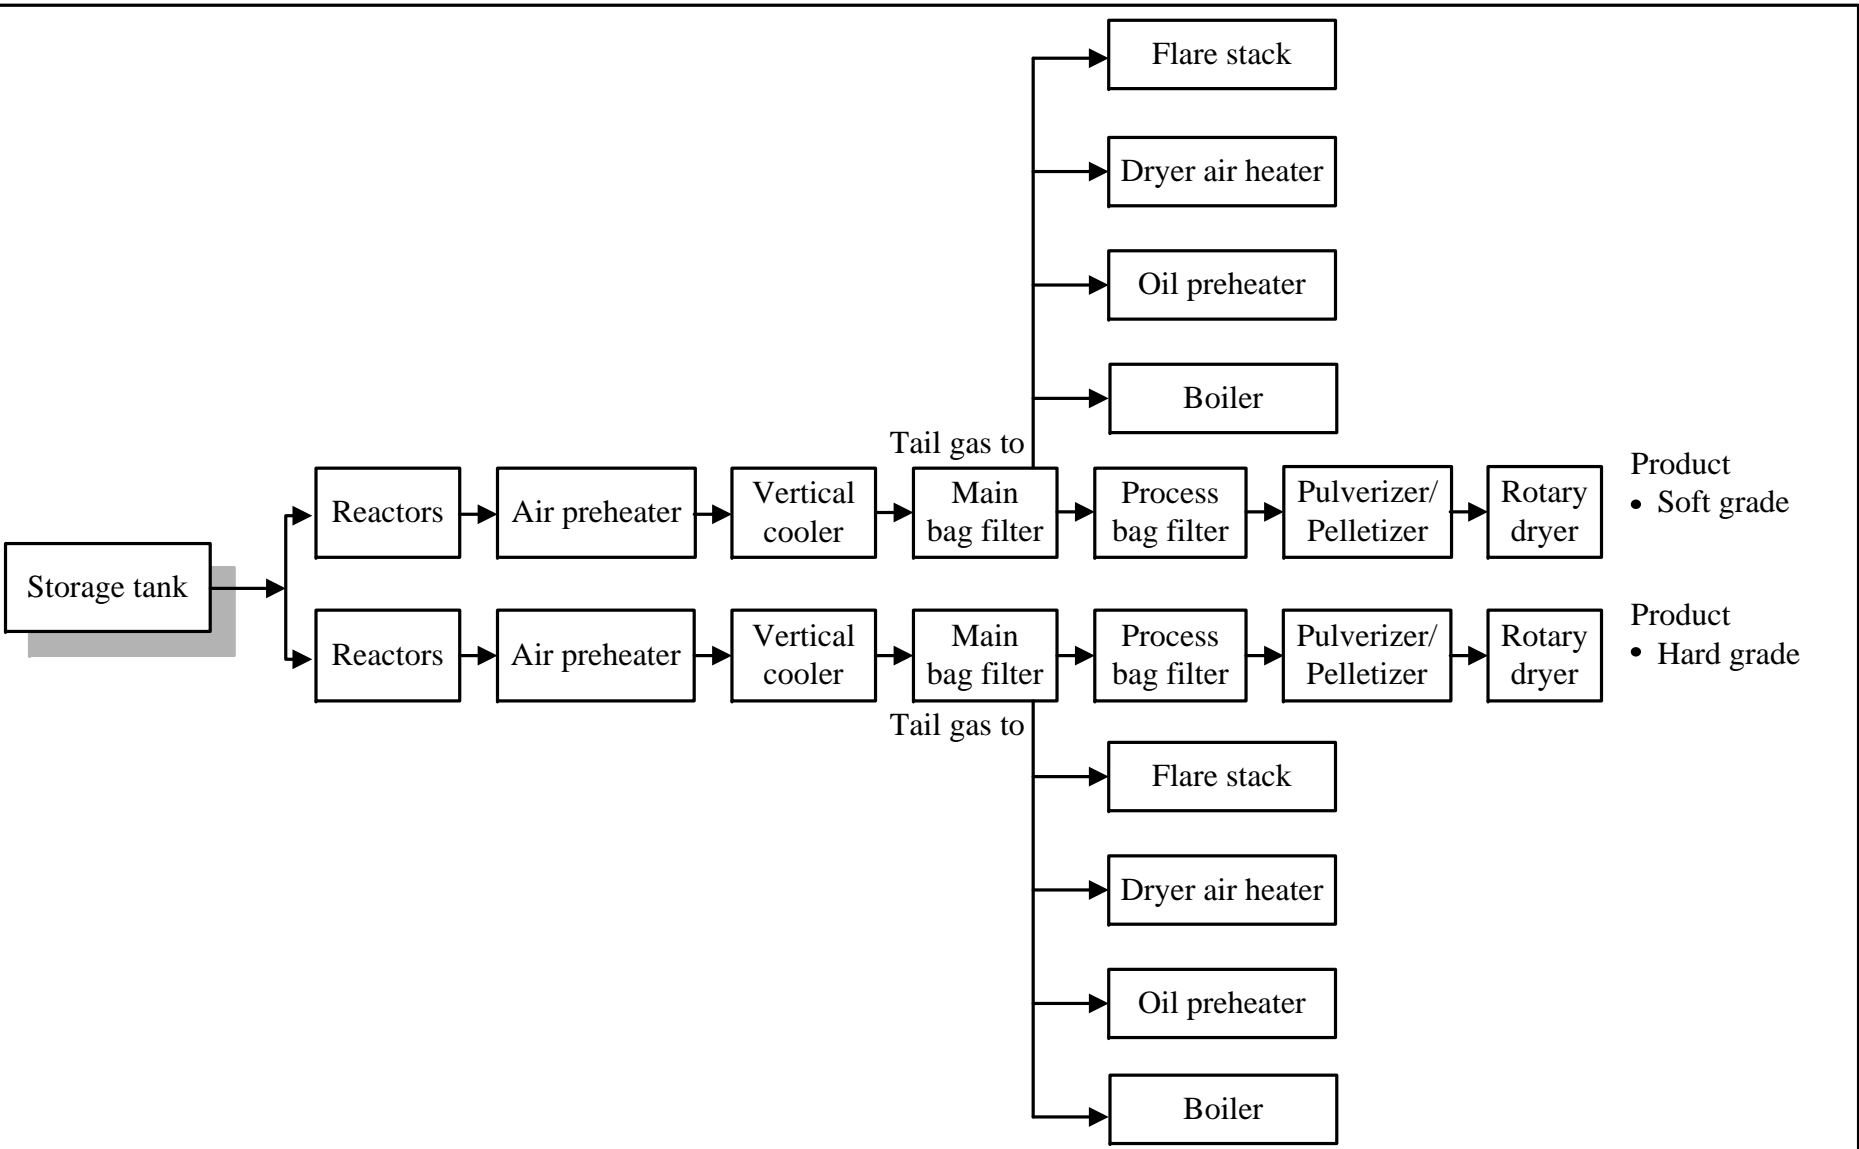 Flare stack
Dryer air heater
Oil preheater
Boiler
Tail gas to
Storage tank
Reactors
Air preheater
Vertical
cooler
Main
bag filter
Process
bag filter
Pulverizer/
Pelletizer
Rotary
dryer
Product
• Soft grade
Reactors
Air preheater
Vertical
cooler
Main
bag filter
Process
bag filter
Pulverizer/
Pelletizer
Rotary
dryer
Product
• Hard grade
Tail gas to
Flare stack
Dryer air heater
Oil preheater
Boiler